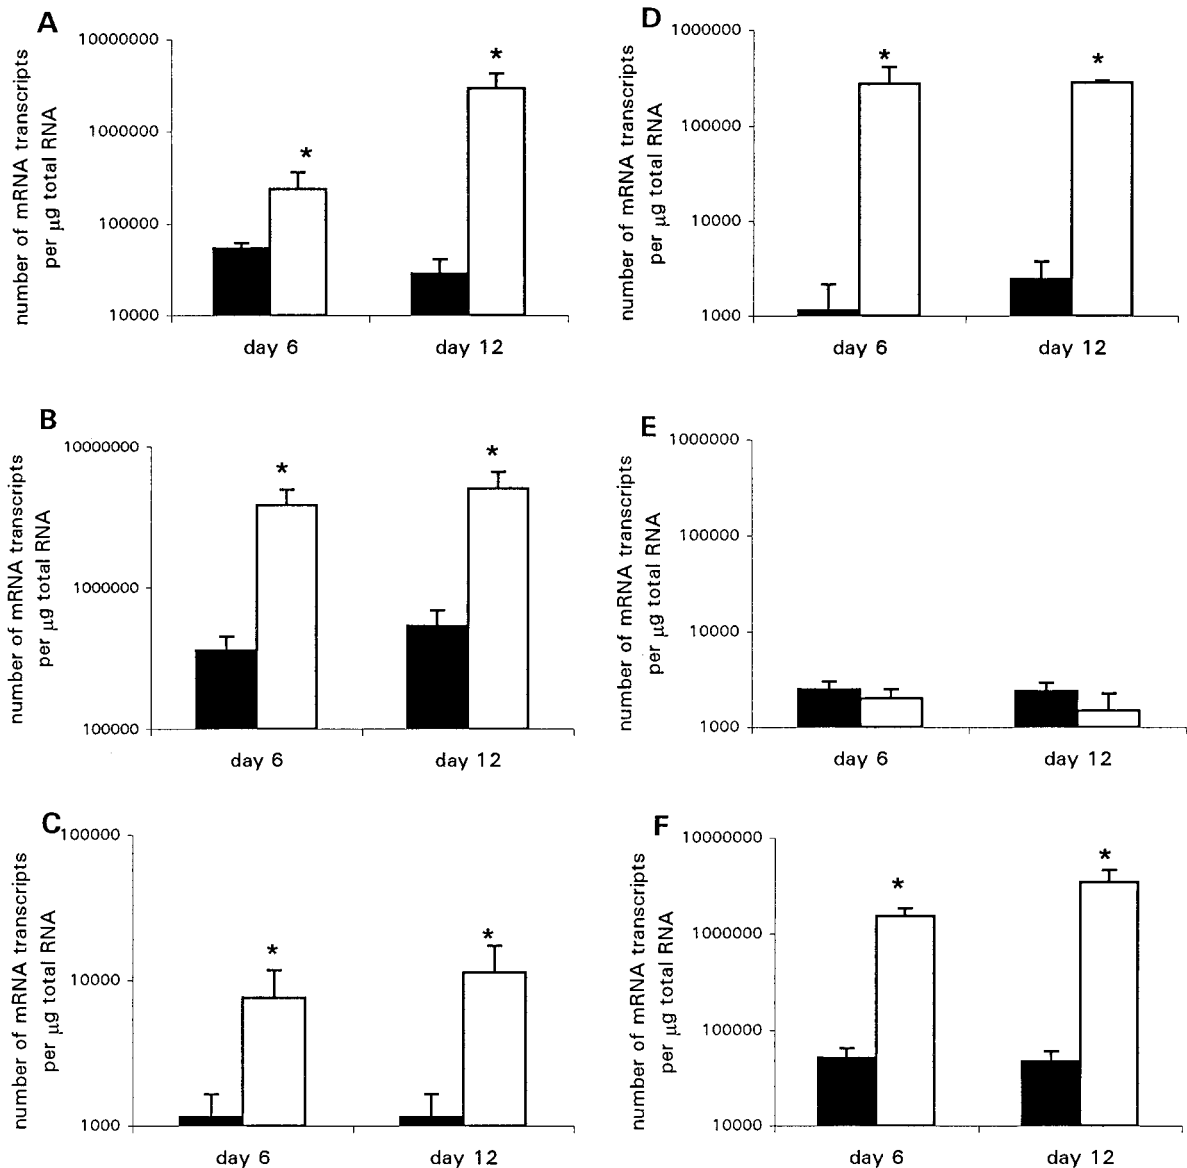 A
number of mRNA transcripts
per µg total RNA
10000000
1000000
100000
10000
*
*
day 6
day 12
B
number of mRNA transcripts
per µg total RNA
10000000
1000000
100000
*
*
day 6
day 12
C
number of mRNA transcripts
per µg total RNA
100000
10000
1000
*
*
day 6
day 12
D
number of mRNA transcripts
per µg total RNA
1000000
100000
10000
1000
*
*
day 6
day 12
E
number of mRNA transcripts
per µg total RNA
1000000
100000
10000
1000
day 6
day 12
F
number of mRNA transcripts
per µg total RNA
10000000
1000000
100000
10000
*
*
day 6
day 12